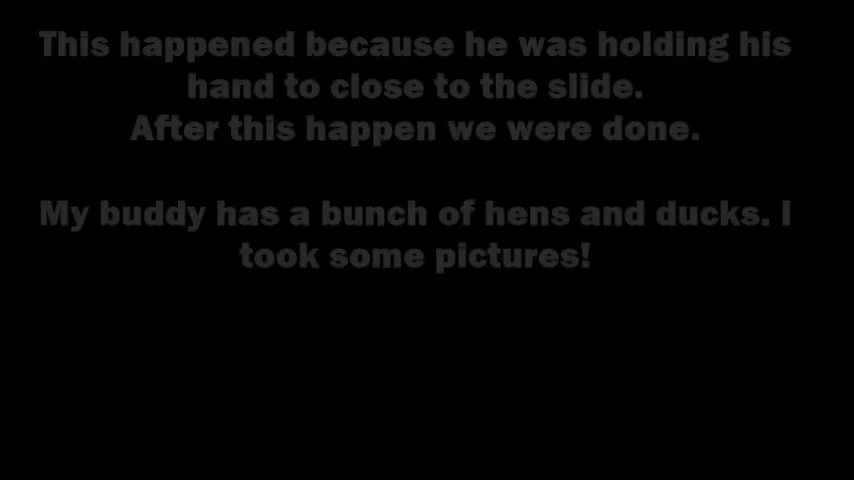 This happened because he was holding his
hand to close to the slide.
After this happen we were done.
My buddy has a bunch of hens and ducks. I
took some pictures!